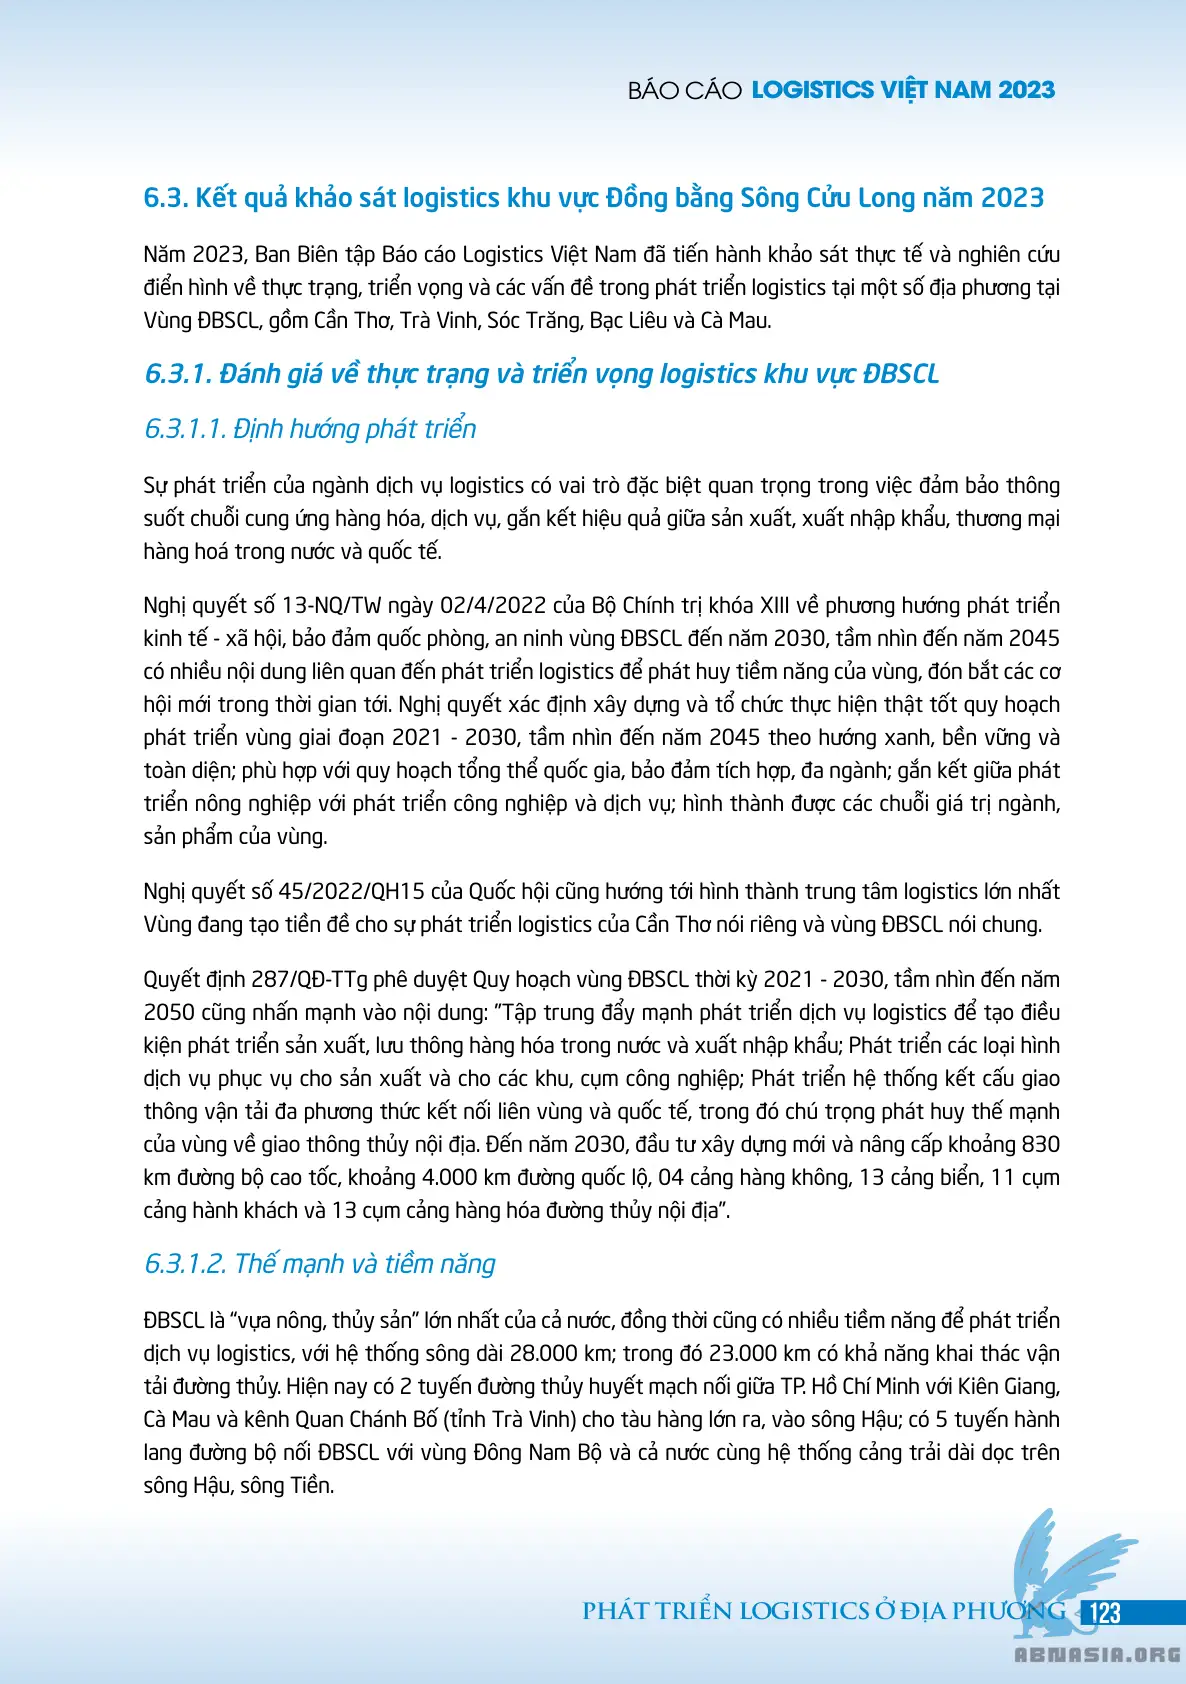 BÁO CÁO LOGISTICS VIỆT NAM 2023
6.3. Kết quả khảo sát logistics khu vực Đồng bằng Sông Cửu Long năm 2023
Năm 2023, Ban Biên tập Báo cáo Logistics Việt Nam đã tiến hành khảo sát thực tế và nghiên cứu
điển hình về thực trạng, triển vọng và các vấn đề trong phát triển logistics tại một số địa phương tại
Vùng ĐBSCL, gồm Cần Thơ, Trà Vinh, Sóc Trăng, Bạc Liêu và Cà Mau.
6.3.1. Đánh giá về thực trạng và triển vọng logistics khu vực ĐBSCL
6.3.1.1. Định hướng phát triển
Sự phát triển của ngành dịch vụ logistics có vai trò đặc biệt quan trọng trong việc đảm bảo thông
suốt chuỗi cung ứng hàng hóa, dịch vụ, gắn kết hiệu quả giữa sản xuất, xuất nhập khẩu, thương mại
hàng hoá trong nước và quốc tế.
Nghị quyết số 13-NQ/TW ngày 02/4/2022 của Bộ Chính trị khóa XIII về phương hướng phát triển
kinh tế - xã hội, bảo đảm quốc phòng, an ninh vùng ĐBSCL đến năm 2030, tầm nhìn đến năm 2045
có nhiều nội dung liên quan đến phát triển logistics để phát huy tiềm năng của vùng, đón bắt các cơ
hội mới trong thời gian tới. Nghị quyết xác định xây dựng và tổ chức thực hiện thật tốt quy hoạch
phát triển vùng giai đoạn 2021 - 2030, tầm nhìn đến năm 2045 theo hướng xanh, bền vững và
toàn diện; phù hợp với quy hoạch tổng thể quốc gia, bảo đảm tích hợp, đa ngành; gắn kết giữa phát
triển nông nghiệp với phát triển công nghiệp và dịch vụ; hình thành được các chuỗi giá trị ngành,
sản phẩm của vùng.
Nghị quyết số 45/2022/QH15 của Quốc hội cũng hướng tới hình thành trung tâm logistics lớn nhất
Vùng đang tạo tiền đề cho sự phát triển logistics của Cần Thơ nói riêng và vùng ĐBSCL nói chung.
Quyết định 287/QĐ-TTg phê duyệt Quy hoạch vùng ĐBSCL thời kỳ 2021 - 2030, tầm nhìn đến năm
2050 cũng nhấn mạnh vào nội dung: "Tập trung đẩy mạnh phát triển dịch vụ logistics để tạo điều
kiện phát triển sản xuất, lưu thông hàng hóa trong nước và xuất nhập khẩu; Phát triển các loại hình
dịch vụ phục vụ cho sản xuất và cho các khu, cụm công nghiệp; Phát triển hệ thống kết cấu giao
thông vận tải đa phương thức kết nối liên vùng và quốc tế, trong đó chú trọng phát huy thế mạnh
của vùng về giao thông thủy nội địa. Đến năm 2030, đầu tư xây dựng mới và nâng cấp khoảng 830
km đường bộ cao tốc, khoảng 4.000 km đường quốc lộ, 04 cảng hàng không, 13 cảng biển, 11 cụm
cảng hành khách và 13 cụm cảng hàng hóa đường thủy nội địa".
6.3.1.2. Thế mạnh và tiềm năng
ĐBSCL là “vựa nông, thủy sản” lớn nhất của cả nước, đồng thời cũng có nhiều tiềm năng để phát triển
dịch vụ logistics, với hệ thống sông dài 28.000 km; trong đó 23.000 km có khả năng khai thác vận
tải đường thủy. Hiện nay có 2 tuyến đường thủy huyết mạch nối giữa TP. Hồ Chí Minh với Kiên Giang,
Cà Mau và kênh Quan Chánh Bố (tỉnh Trà Vinh) cho tàu hàng lớn ra, vào sông Hậu; có 5 tuyến hành
lang đường bộ nối ĐBSCL với vùng Đông Nam Bộ và cả nước cùng hệ thống cảng trải dài dọc trên
sông Hậu, sông Tiền.
PHÁT TRIỂN LOGISTICS Ở ĐỊA PHƯƠNG 123
ABMASIA.ORG